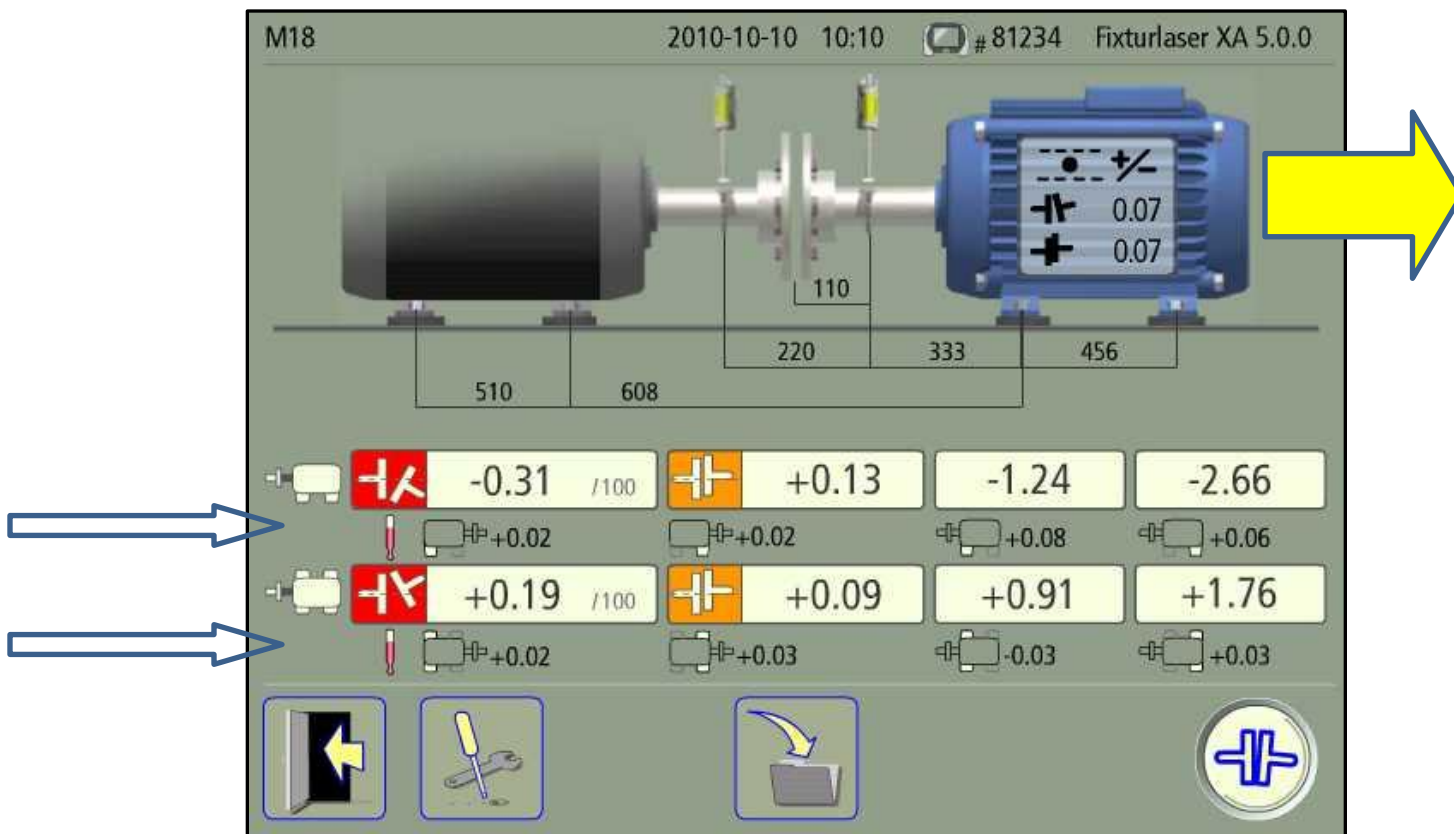 M18 2010-10-10 10:10 # 81234 Fixturlaser XA 5.0.0
+/-
0.07
0.07
110
220 333 456
510 608
-0.31 /100 +0.13 -1.24 -2.66
+0.02 +0.02 +0.08 +0.06
+0.19 /100 +0.09 +0.91 +1.76
+0.02 +0.03 -0.03 +0.03